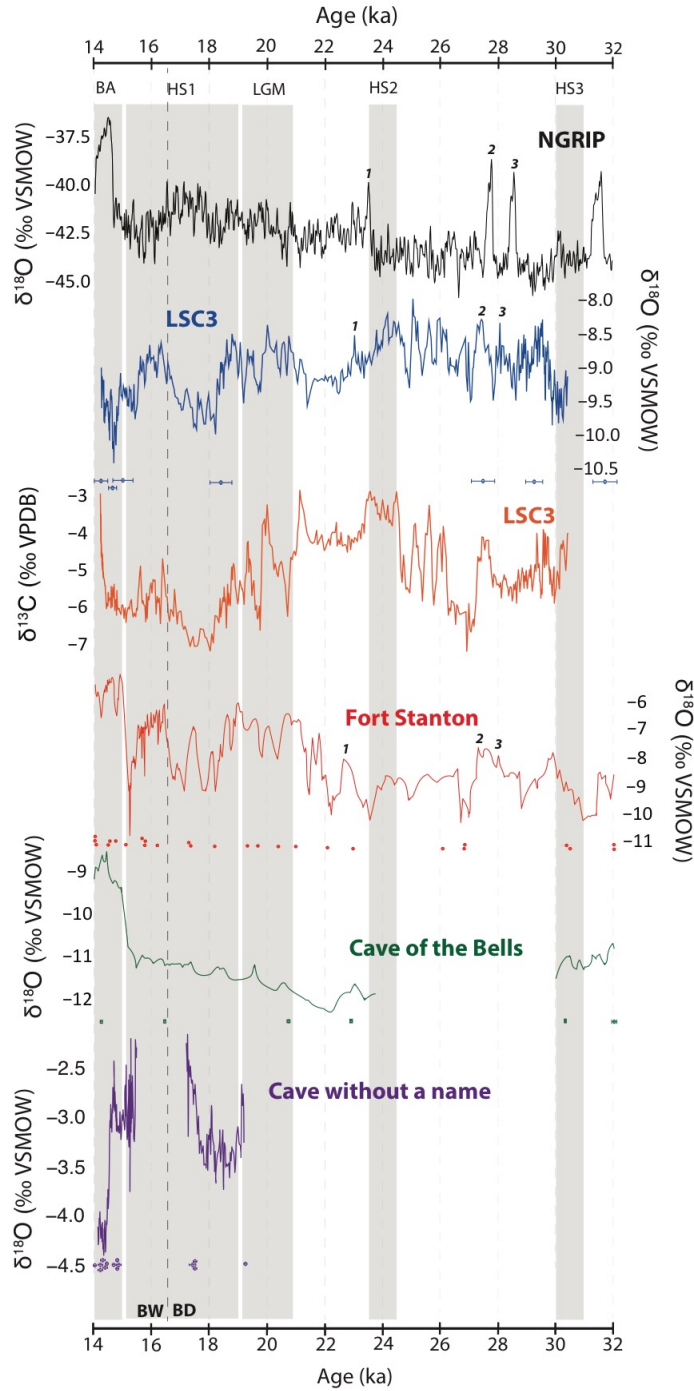 Age (ka)
14 16 18 20 22 24 26 28 30 32
BA HS1 LGM HS2 HS3
NGRIP
δ18O (‰ VSMOW)
−37.5
−40.0
−42.5
−45.0
1 2 3
LSC3
δ18O (‰ VSMOW)
−8.0
−8.5
−9.0
−9.5
−10.0
−10.5
1 2 3
LSC3
δ13C (‰ VPDB)
−3
−4
−5
−6
−7
Fort Stanton
δ18O (‰ VSMOW)
−6
−7
−8
−9
−10
−11
1 2 3
Cave of the Bells
δ18O (‰ VSMOW)
−9
−10
−11
−12
Cave without a name
δ18O (‰ VSMOW)
−2.5
−3.0
−3.5
−4.0
−4.5
BW BD
14 16 18 20 22 24 26 28 30 32
Age (ka)